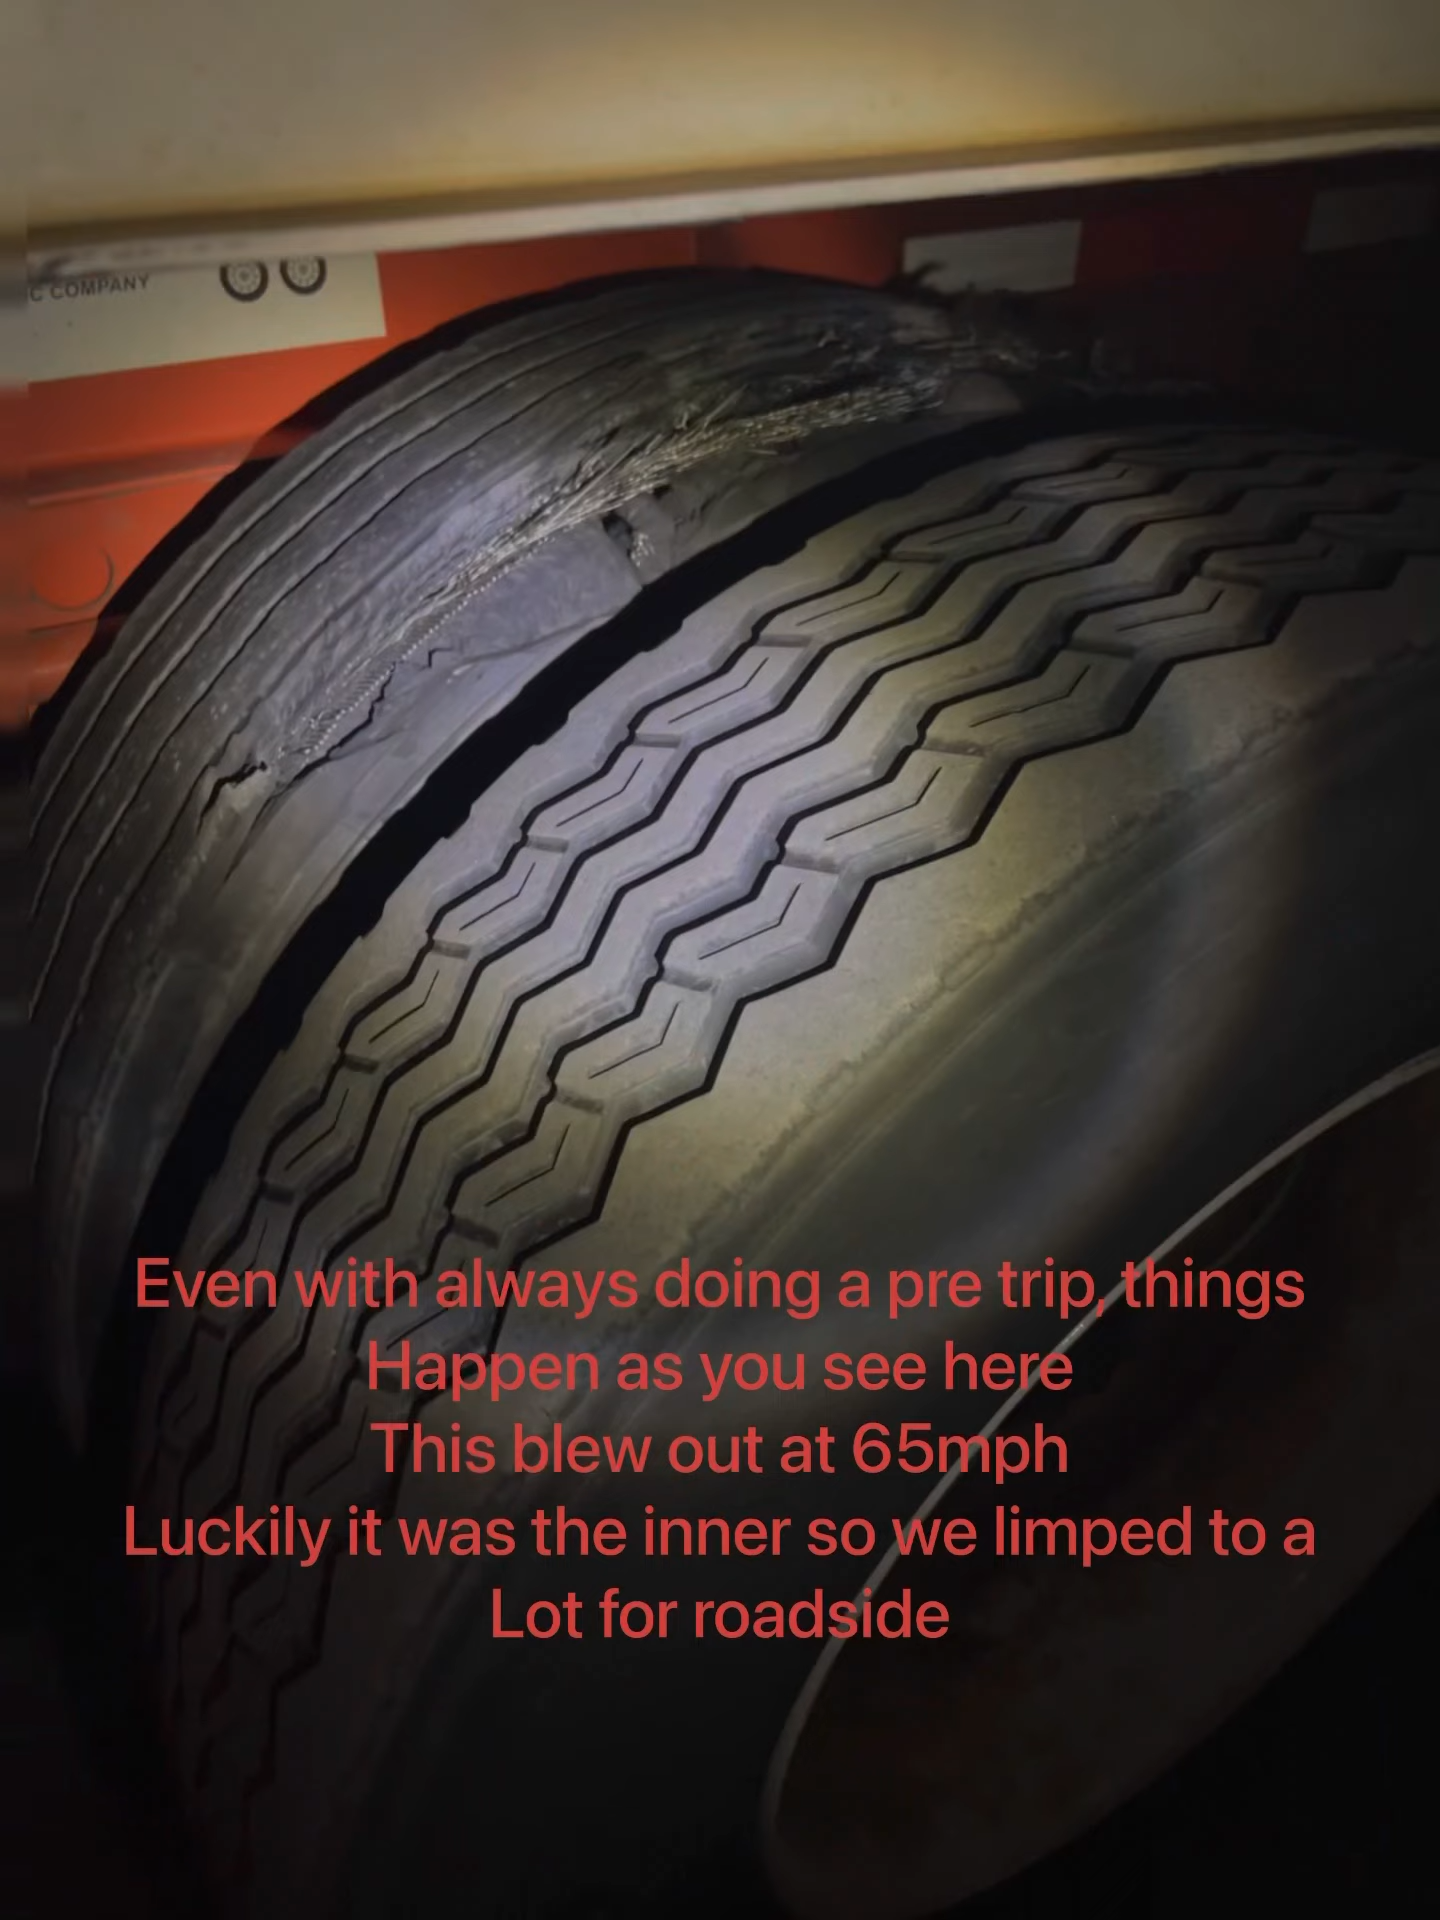 C COMPANY
Even with always doing a pre trip, things
Happen as you see here
This blew out at 65mph
Luckily it was the inner so we limped to a
Lot for roadside